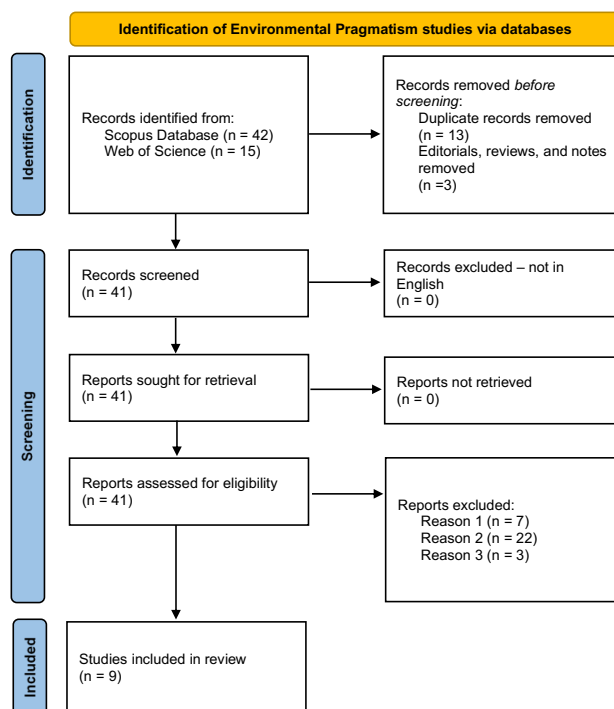 Identification of Environmental Pragmatism studies via databases
Identification
Records identified from:
Scopus Database (n = 42)
Web of Science (n = 15)
Records removed before
screening:
Duplicate records removed
(n = 13)
Editorials, reviews, and notes
removed
(n =3)
Screening
Records screened
(n = 41)
Records excluded – not in
English
(n = 0)
Reports sought for retrieval
(n = 41)
Reports not retrieved
(n = 0)
Reports assessed for eligibility
(n = 41)
Reports excluded:
Reason 1 (n = 7)
Reason 2 (n = 22)
Reason 3 (n = 3)
Included
Studies included in review
(n = 9)